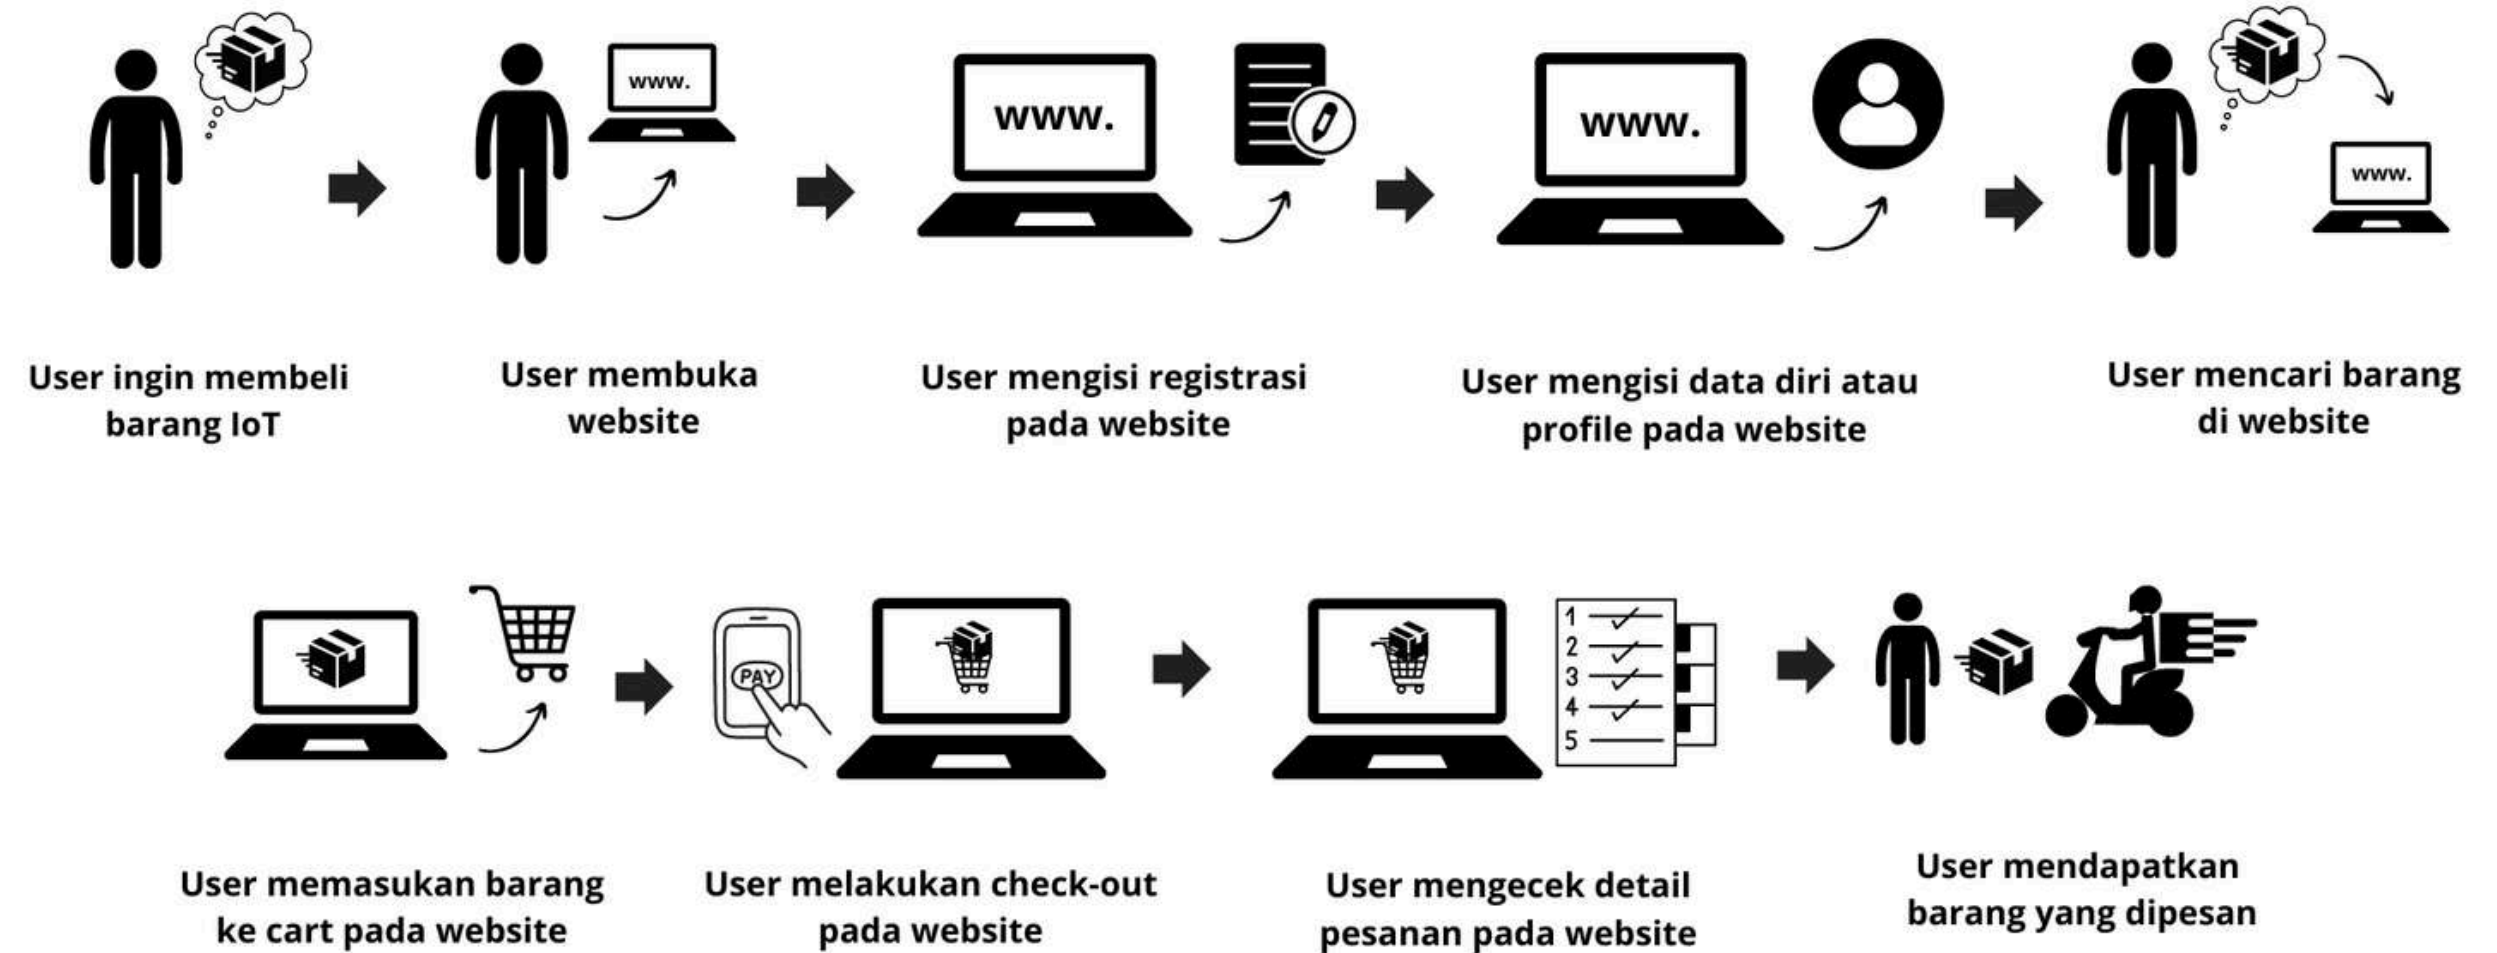 www.
www.
www.
www.
User ingin membeli
barang IoT
User membuka
website
User mengisi registrasi
pada website
User mengisi data diri atau
profile pada website
User mencari barang
di website
PAY
1
2
3
4
5
User memasukan barang
ke cart pada website
User melakukan check-out
pada website
User mengecek detail
pesanan pada website
User mendapatkan
barang yang dipesan